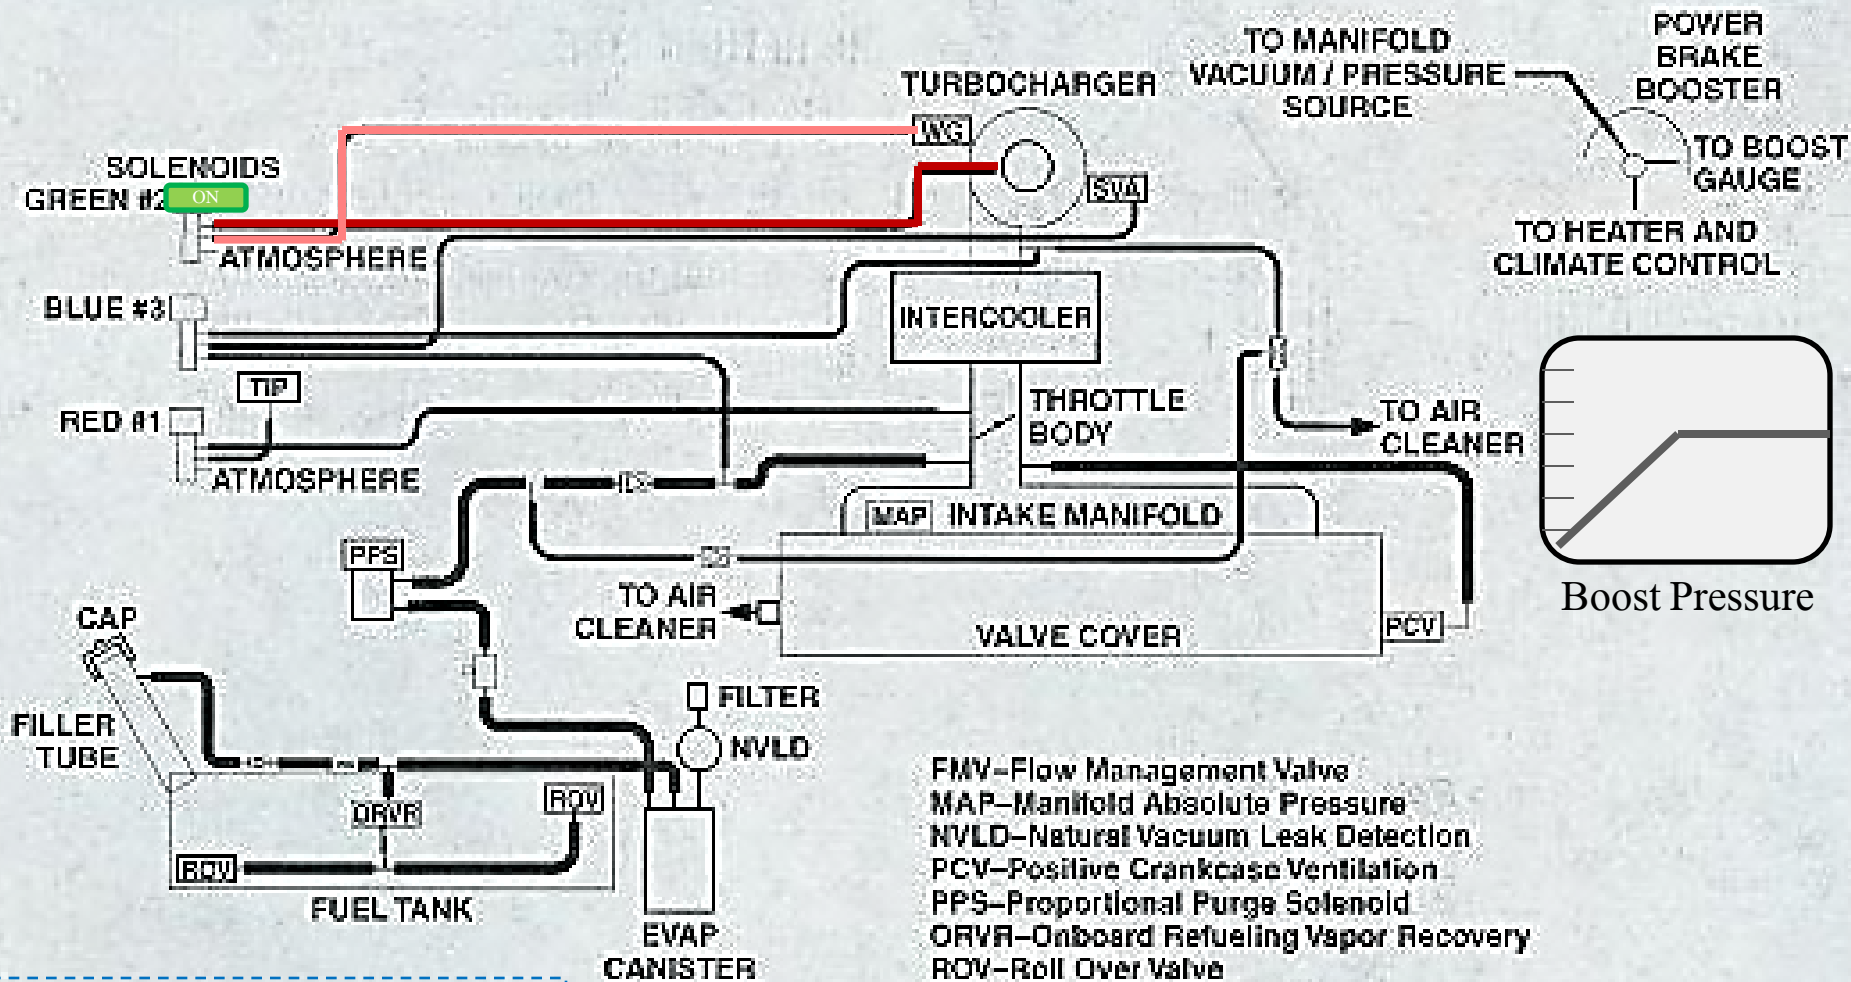 POWER
BRAKE
BOOSTER
TO MANIFOLD
VACUUM / PRESSURE
SOURCE
TURBOCHARGER
WG
TO BOOST
GAUGE
SOLENOIDS
GREEN #2
ON
SVA
ATMOSPHERE
TO HEATER AND
CLIMATE CONTROL
BLUE #3
INTERCOOLER
TIP
RED #1
THROTTLE
BODY
TO AIR
CLEANER
ATMOSPHERE
MAP
INTAKE MANIFOLD
PPS
TO AIR
CLEANER
VALVE COVER
PCV
Boost Pressure
CAP
FILTER
FILLER
TUBE
NVLD
ORVR
ROV
ROV
FUEL TANK
EVAP
CANISTER
FMV–Flow Management Valve
MAP–Manifold Absolute Pressure
NVLD–Natural Vacuum Leak Detection
PCV–Positive Crankcase Ventilation
PPS–Proportional Purge Solenoid
ORVR–Onboard Refueling Vapor Recovery
ROV–Roll Over Valve